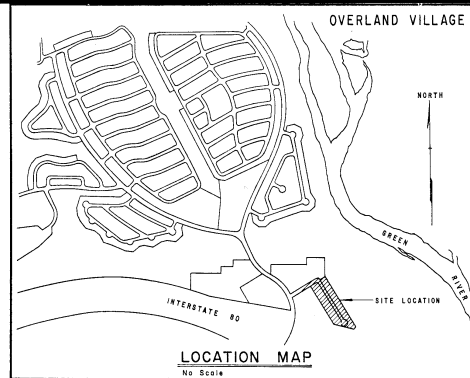 OVERLAND VILLAGE
NORTH
GREEN
RIVER
INTERSTATE 80
SITE LOCATION
LOCATION MAP
No Scale